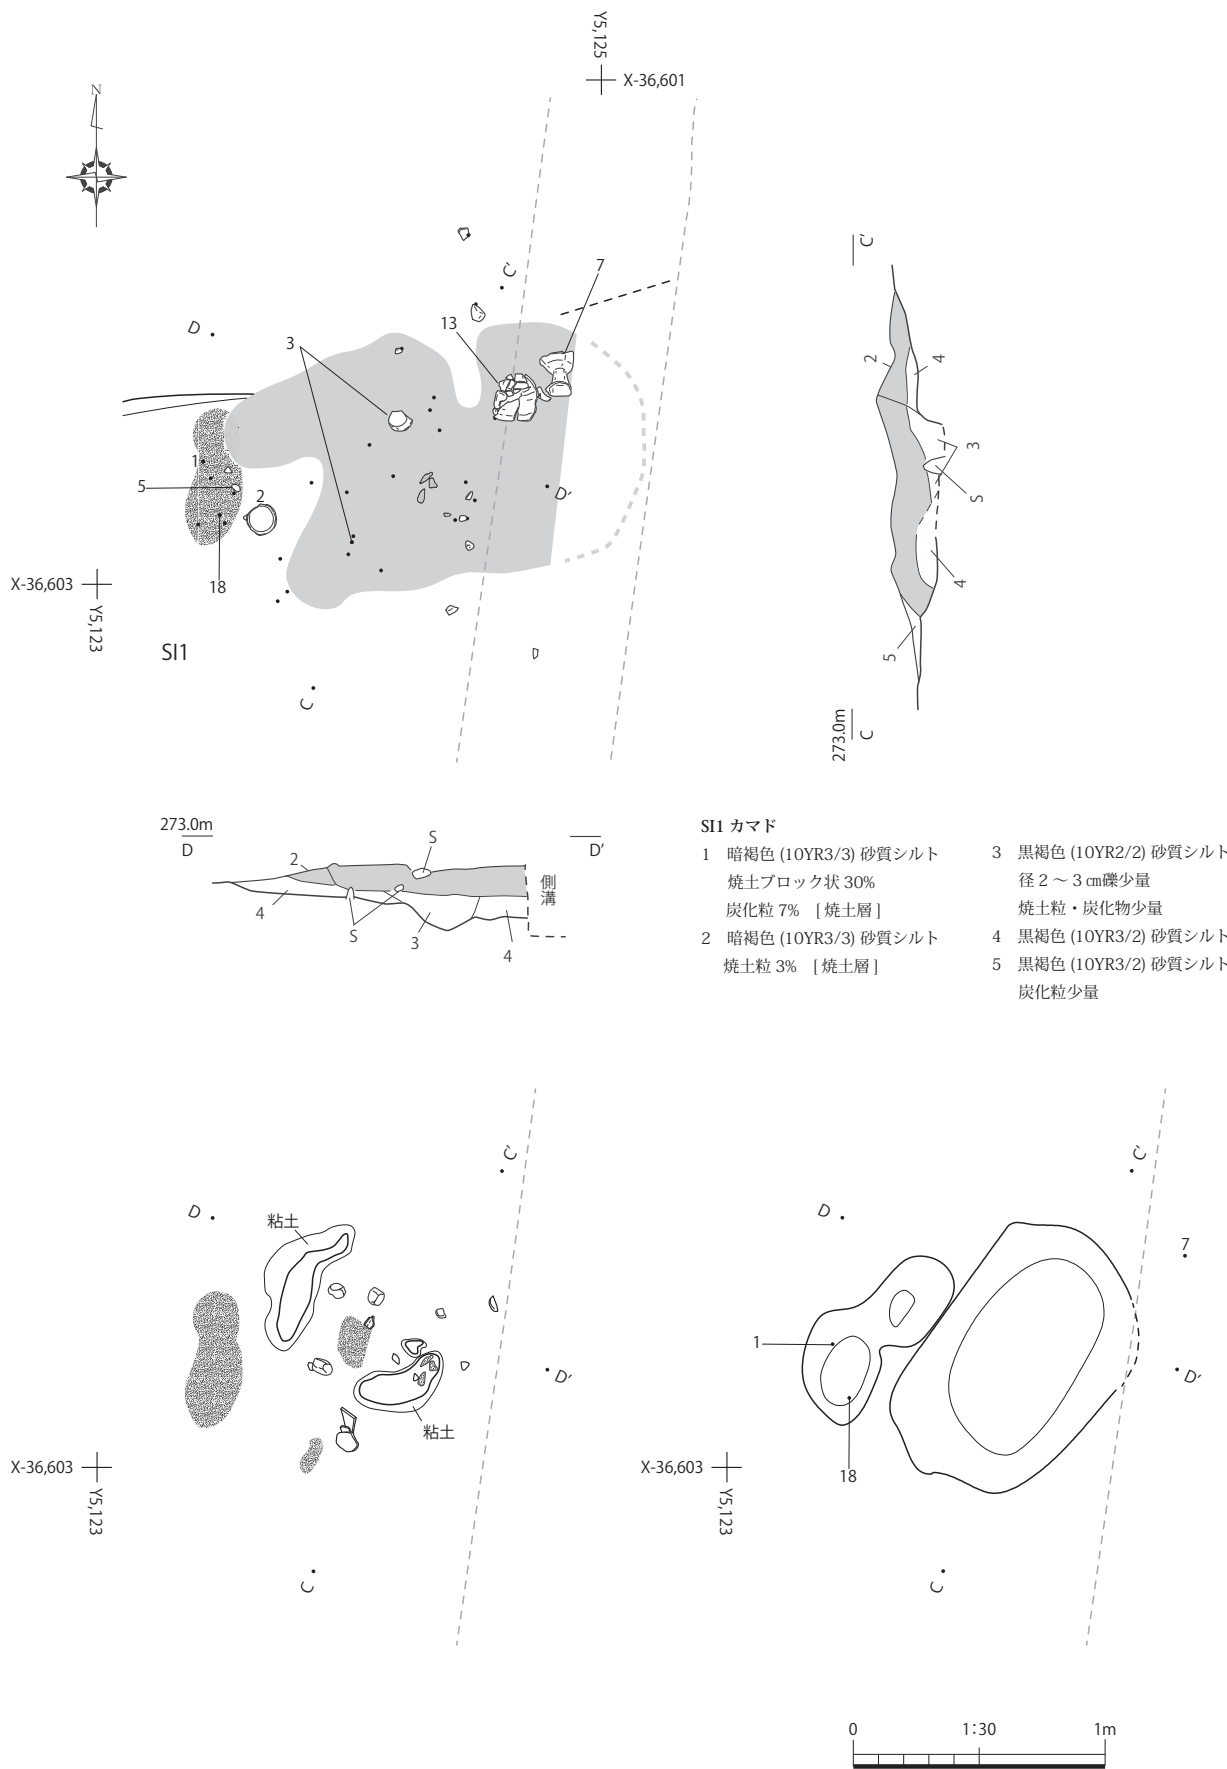 Y5,125
X-36,601
N
C'
C'
7
D
13
3
2
4
3
1
5
2
D'
S
18
4
X-36,603
Y5,123
SI1
5
C
273.0m
C
273.0m
D
S
D'
2
側溝
4
S
3
4
SI1 カマド
1 暗褐色 (10YR3/3) 砂質シルト
焼土ブロック状 30%
炭化粒 7% [ 焼土層 ]
2 暗褐色 (10YR3/3) 砂質シルト
焼土粒 3% [ 焼土層 ]
3 黒褐色 (10YR2/2) 砂質シルト
径 2 ～ 3 ㎝礫少量
焼土粒・炭化物少量
4 黒褐色 (10YR3/2) 砂質シルト
5 黒褐色 (10YR3/2) 砂質シルト
炭化粒少量
C'
D
粘土
D'
粘土
X-36,603
Y5,123
C
C'
D
7
1
D'
18
X-36,603
Y5,123
C
0 1:30 1m